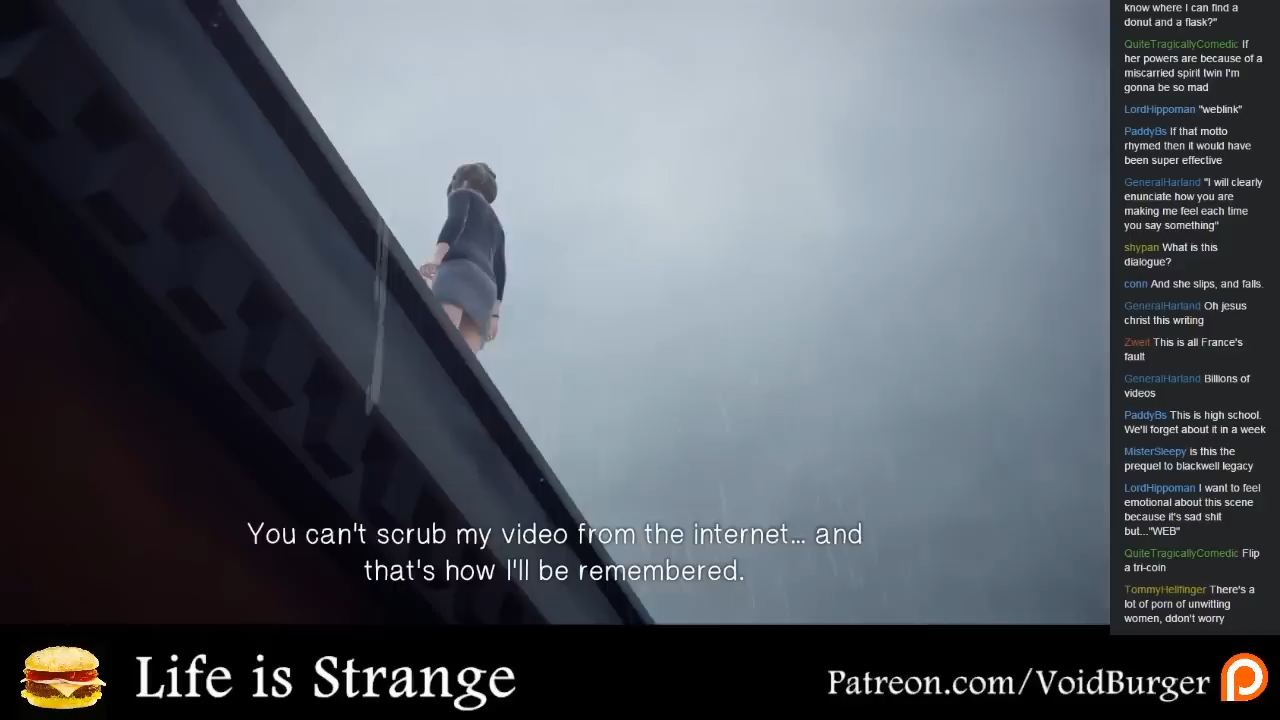 You can't scrub my video from the internet... and
that's how I'll be remembered.
know where I can find a
donut and a flask?"
QuiteTragicallyComedic If
her powers are because of a
miscarried spirit twin I'm
gonna be so mad
LordHippoman "weblink"
PaddyBs If that motto
rhymed then it would have
been super effective
GeneralHarland "I will clearly
enunciate how you are
making me feel each time
you say something"
shypan What is this
dialogue?
conn And she slips, and falls.
GeneralHarland Oh jesus
christ this writing
Zweit This is all France's
fault
GeneralHarland Billions of
videos
PaddyBs This is high school.
We'll forget about it in a week
MisterSleepy is this the
prequel to blackwell legacy
LordHippoman I want to feel
emotional about this scene
because it's sad shit
but..."WEB"
QuiteTragicallyComedic Flip
a tri-coin
TommyHellfinger There's a
lot of porn of unwitting
women, ddon't worry
Life is Strange
Patreon.com/VoidBurger